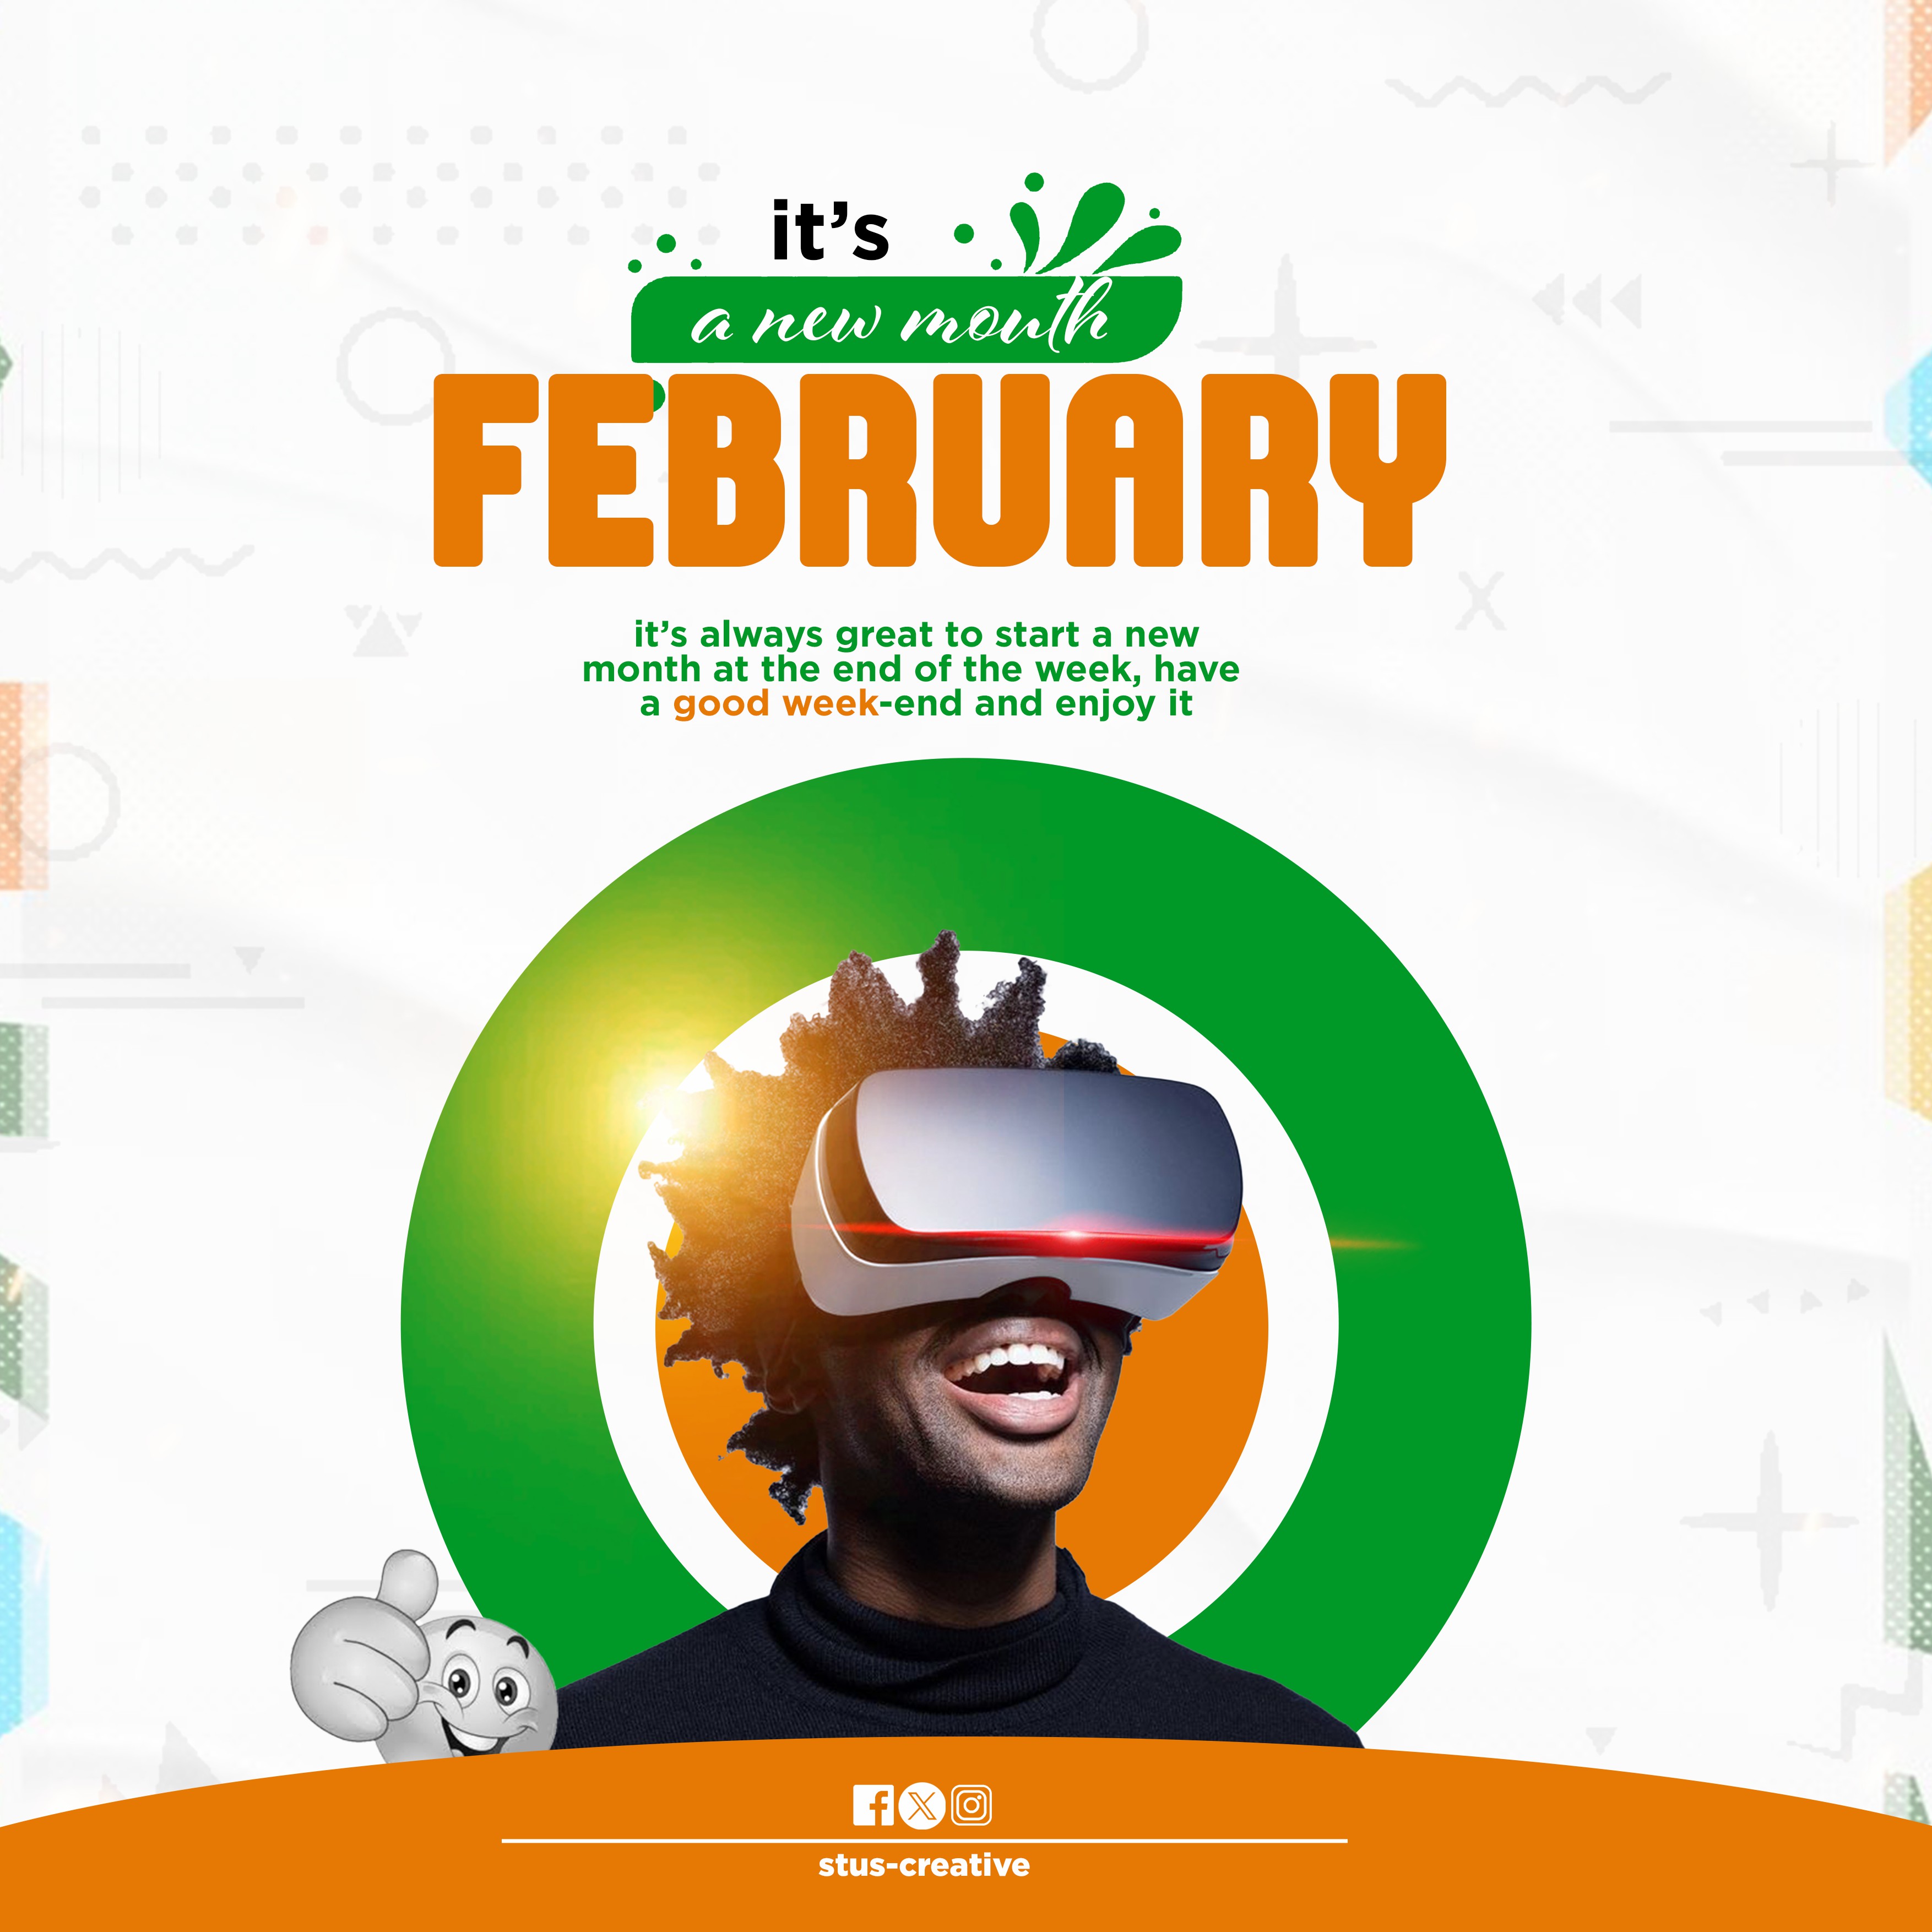 it’s
a new mouth
FEBRUARY
it’s always great to start a new
month at the end of the week, have
a good week-end and enjoy it
stus-creative